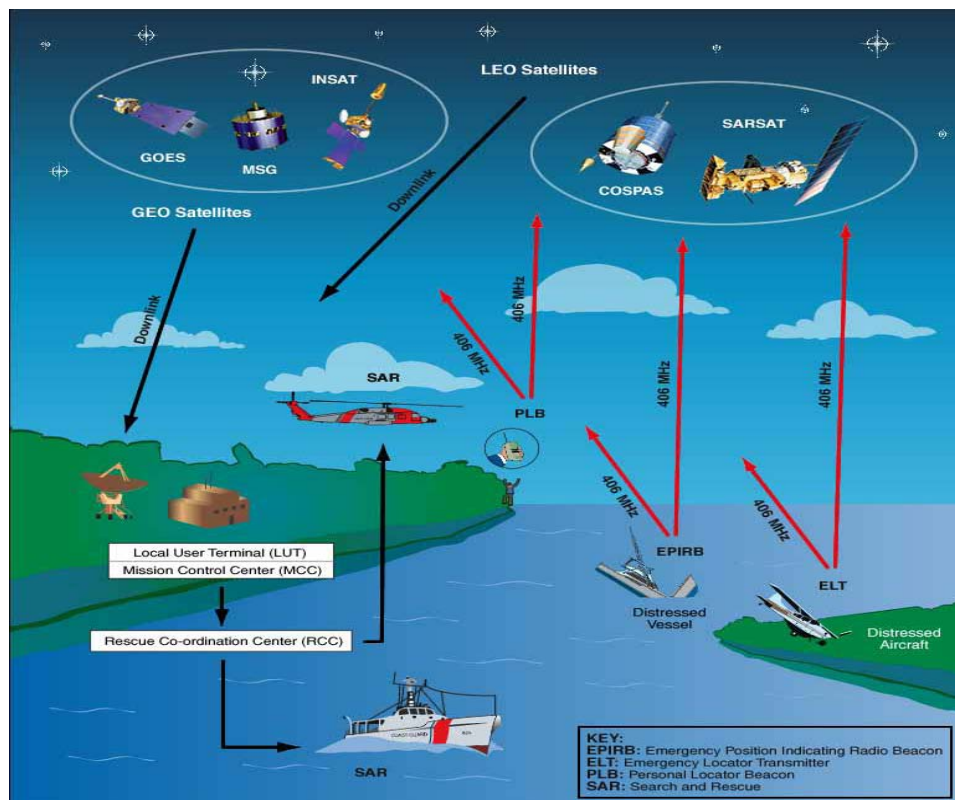 INSAT
LEO Satellites
SARSAT
GOES
MSG
COSPAS
GEO Satellites
Downlink
Downlink
406 MHz
406 MHz
406 MHz
406 MHz
406 MHz
406 MHz
SAR
PLB
Local User Terminal (LUT)
Mission Control Center (MCC)
EPIRB
ELT
Distressed
Vessel
Rescue Co-ordination Center (RCC)
Distressed
Aircraft
COAST GUARD
SAR
KEY:
EPIRB: Emergency Position Indicating Radio Beacon
ELT: Emergency Locator Transmitter
PLB: Personal Locator Beacon
SAR: Search and Rescue